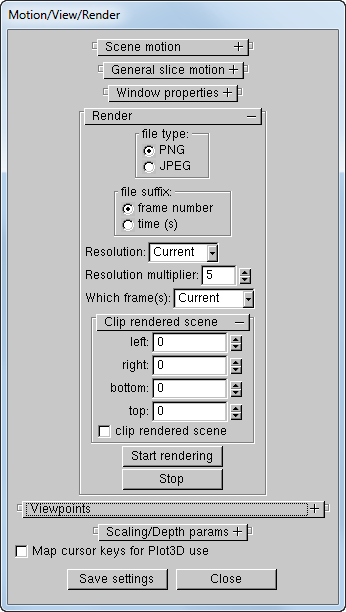 Motion/View/Render
Scene motion +
General slice motion +
Window properties +
Render −
file type:
PNG
JPEG
file suffix:
frame number
time (s)
Resolution: Current
Resolution multiplier: 5
Which frame(s): Current
Clip rendered scene −
left: 0
right: 0
bottom: 0
top: 0
clip rendered scene
Start rendering
Stop
Viewpoints +
Scaling/Depth params +
Map cursor keys for Plot3D use
Save settings Close